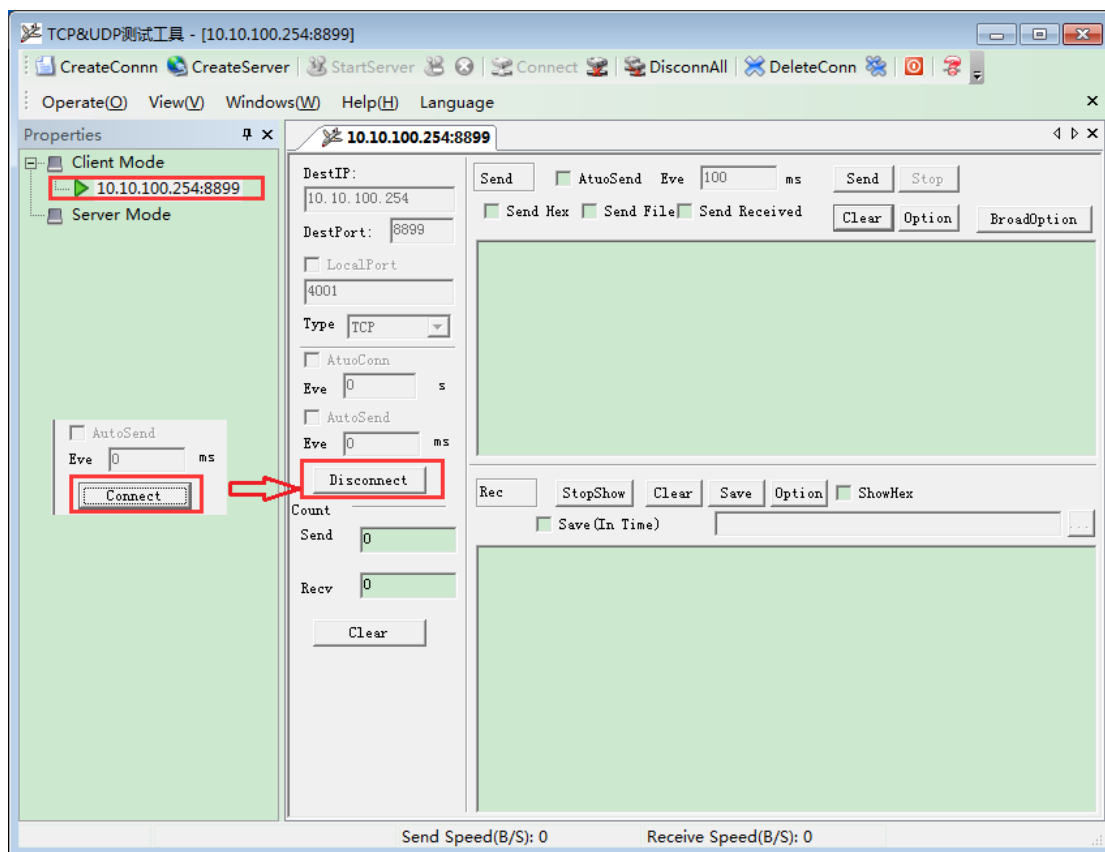 TCP&UDP测试工具 - [10.10.100.254:8899]
CreateConnn CreateServer StartServer Connect DisconnAll DeleteConn
Operate(O) View(V) Windows(W) Help(H) Language
Properties
Client Mode
10.10.100.254:8899
Server Mode
AutoSend
Eve 0 ms
Connect
10.10.100.254:8899
DestIP:
10. 10. 100. 254
DestPort: 8899
LocalPort
4001
Type TCP
AtuoConn
Eve 0 s
AutoSend
Eve 0 ms
Disconnect
Count
Send 0
Recv 0
Clear
Send AtuoSend Eve 100 ms Send Stop
Send Hex Send File Send Received Clear Option BroadOption
Rec StopShow Clear Save Option ShowHex
Save(In Time) ...
Send Speed(B/S): 0 Receive Speed(B/S): 0